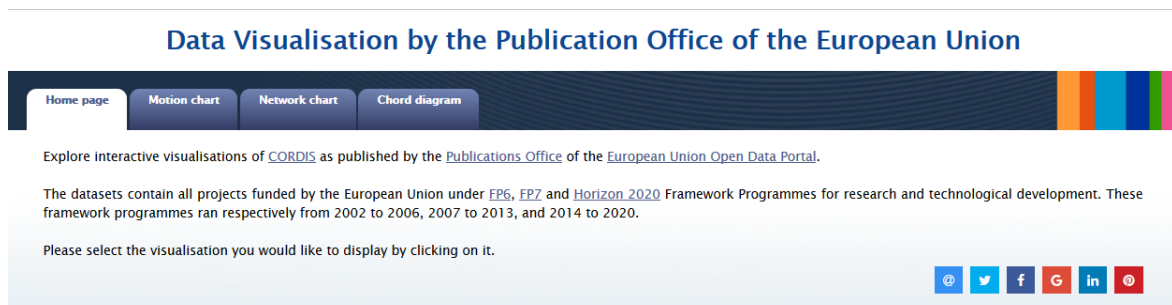 Data Visualisation by the Publication Office of the European Union
Home page
Motion chart
Network chart
Chord diagram
Explore interactive visualisations of CORDIS as published by the Publications Office of the European Union Open Data Portal.
The datasets contain all projects funded by the European Union under FP6, FP7 and Horizon 2020 Framework Programmes for research and technological development. These
framework programmes ran respectively from 2002 to 2006, 2007 to 2013, and 2014 to 2020.
Please select the visualisation you would like to display by clicking on it.
@ f G in